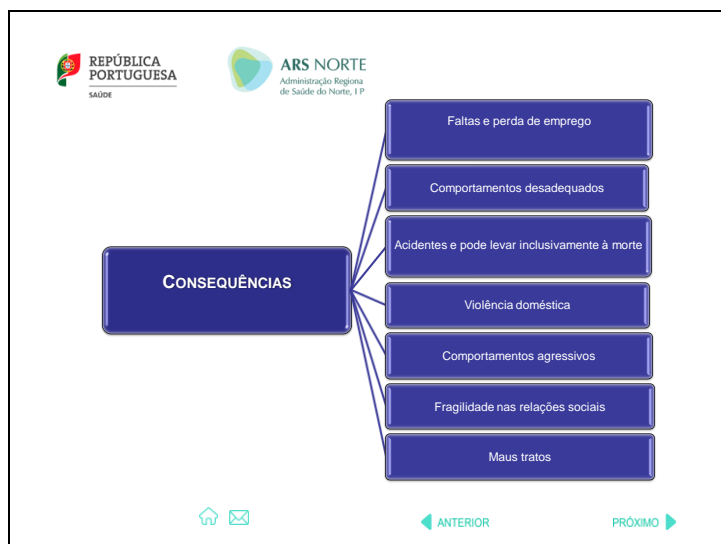 REPÚBLICA
PORTUGUESA
SAÚDE
ARS NORTE
Administração Regiona
de Saúde do Norte, I P
Faltas e perda de emprego
Comportamentos desadequados
Acidentes e pode levar inclusivamente à morte
CONSEQUÊNCIAS
Violência doméstica
Comportamentos agressivos
Fragilidade nas relações sociais
Maus tratos
ANTERIOR
PRÓXIMO